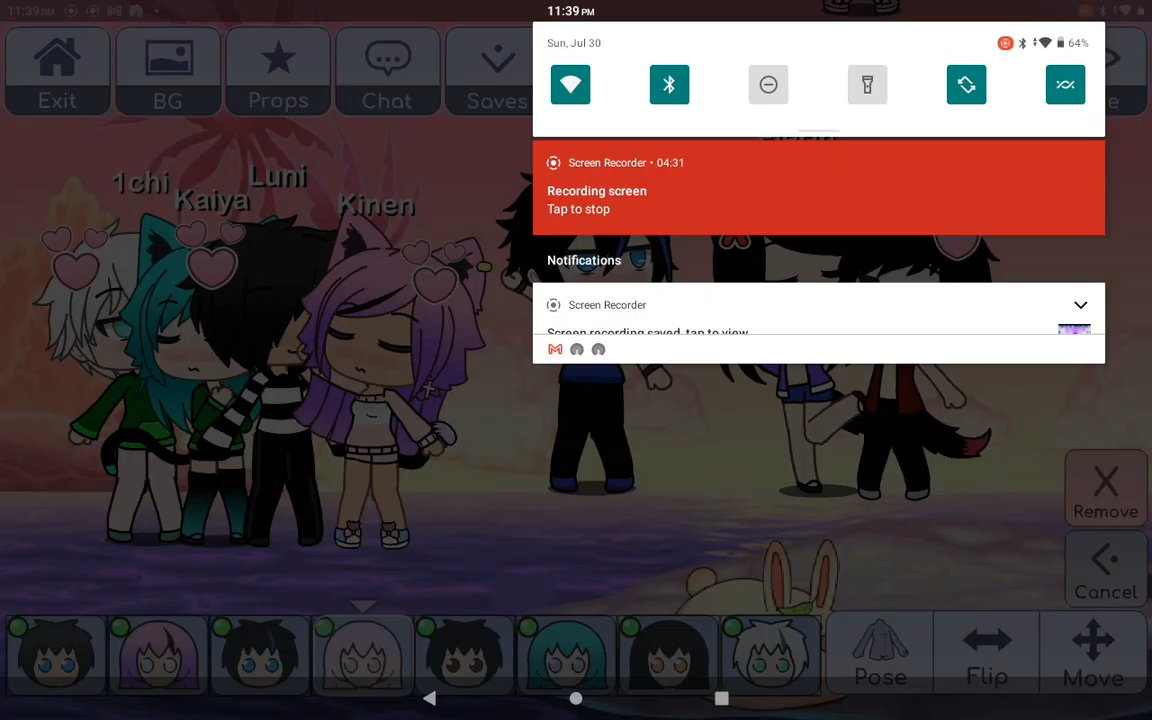 11:39 PM
11:39 PM
Sun, Jul 30
64%
Exit
BG
Props
Chat
Saves
Screen Recorder • 04:31
Recording screen
Tap to stop
1chi
Luni
Kaiya
Kinen
Notifications
Screen Recorder
Screen recording saved, tap to view
Remove
Cancel
Pose
Flip
Move